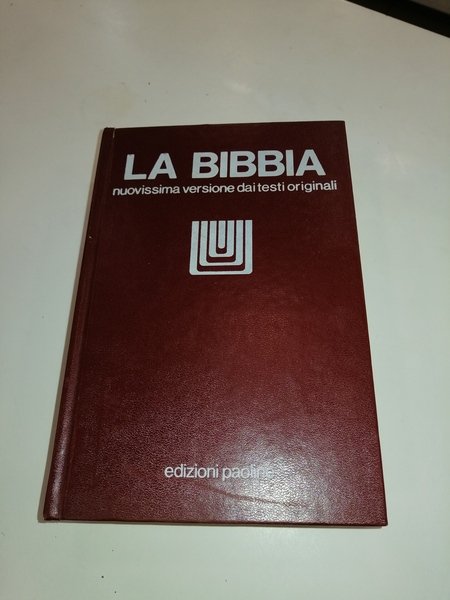 LA BIBBIA
nuovissima versione dai testi originali
edizioni paoline